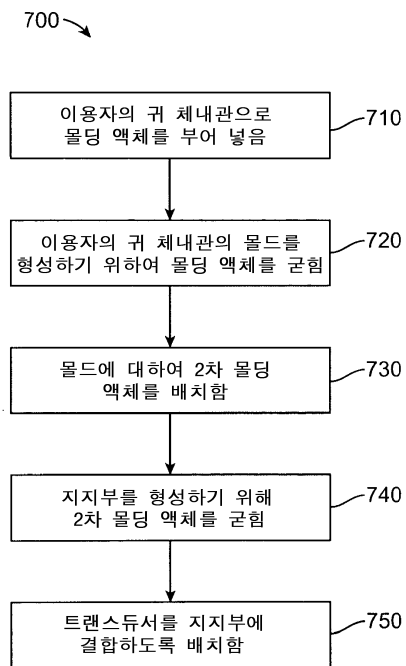 700
이용자의 귀 체내관으로
몰딩 액체를 부어 넣음
710
이용자의 귀 체내관의 몰드를
형성하기 위하여 몰딩 액체를 굳힘
720
몰드에 대하여 2차 몰딩
액체를 배치함
730
지지부를 형성하기 위해
2차 몰딩 액체를 굳힘
740
트랜스듀서를 지지부에
결합하도록 배치함
750